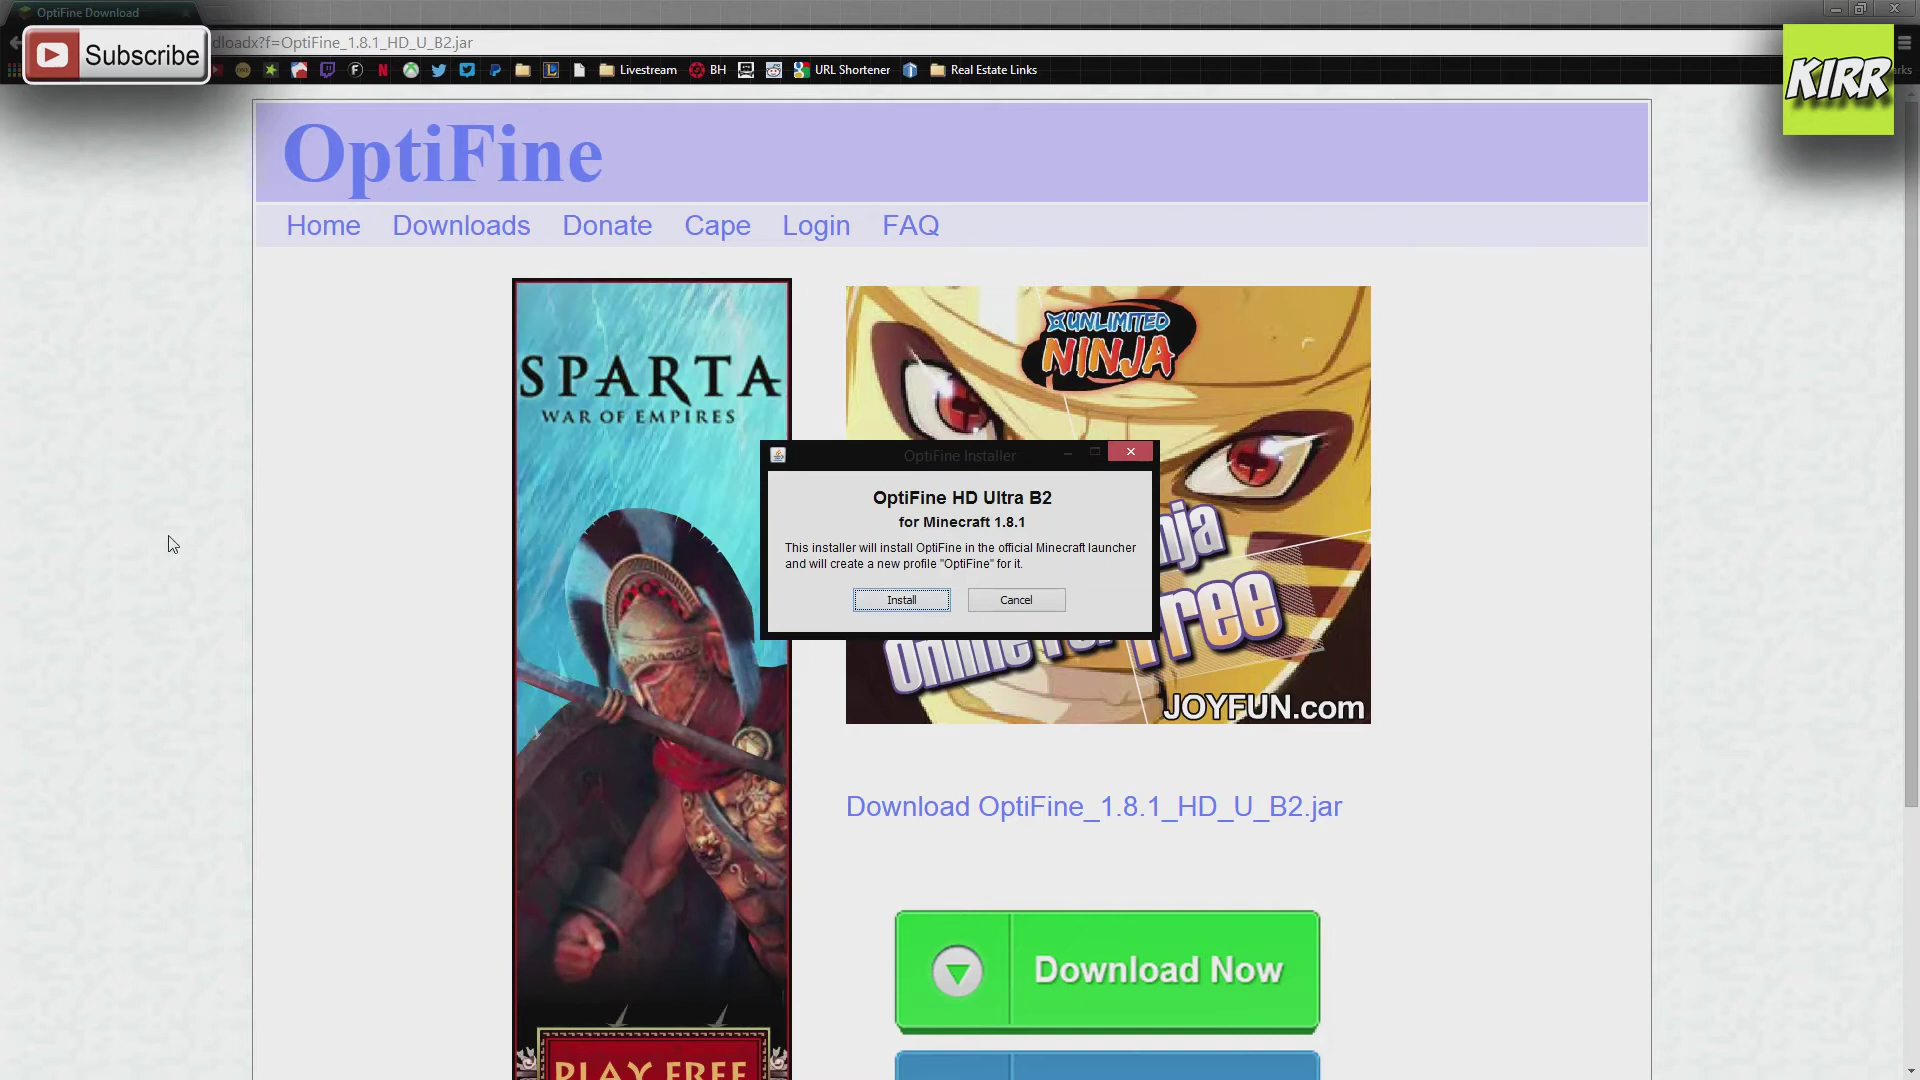 OptiFine Download
Subscribe
dloadx?f=OptiFine_1.8.1_HD_U_B2.jar
KIRR
Livestream
BH
URL Shortener
Real Estate Links
OptiFine
Home Downloads Donate Cape Login FAQ
SPARTA
WAR OF EMPIRES
UNLIMITED
NINJA
OptiFine Installer
OptiFine HD Ultra B2
for Minecraft 1.8.1
This installer will install OptiFine in the official Minecraft launcher
and will create a new profile "OptiFine" for it.
Install Cancel
Free
JOYFUN.com
Download OptiFine_1.8.1_HD_U_B2.jar
Download Now
PLAY FREE